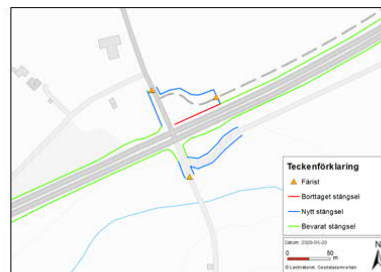 Teckenförklaring
Färist
Borttaget stängsel
Nytt stängsel
Bevarat stängsel
Datum: 2020-05-20
0 50
m
N
© Lantmäteriet, Geodatasamverkan